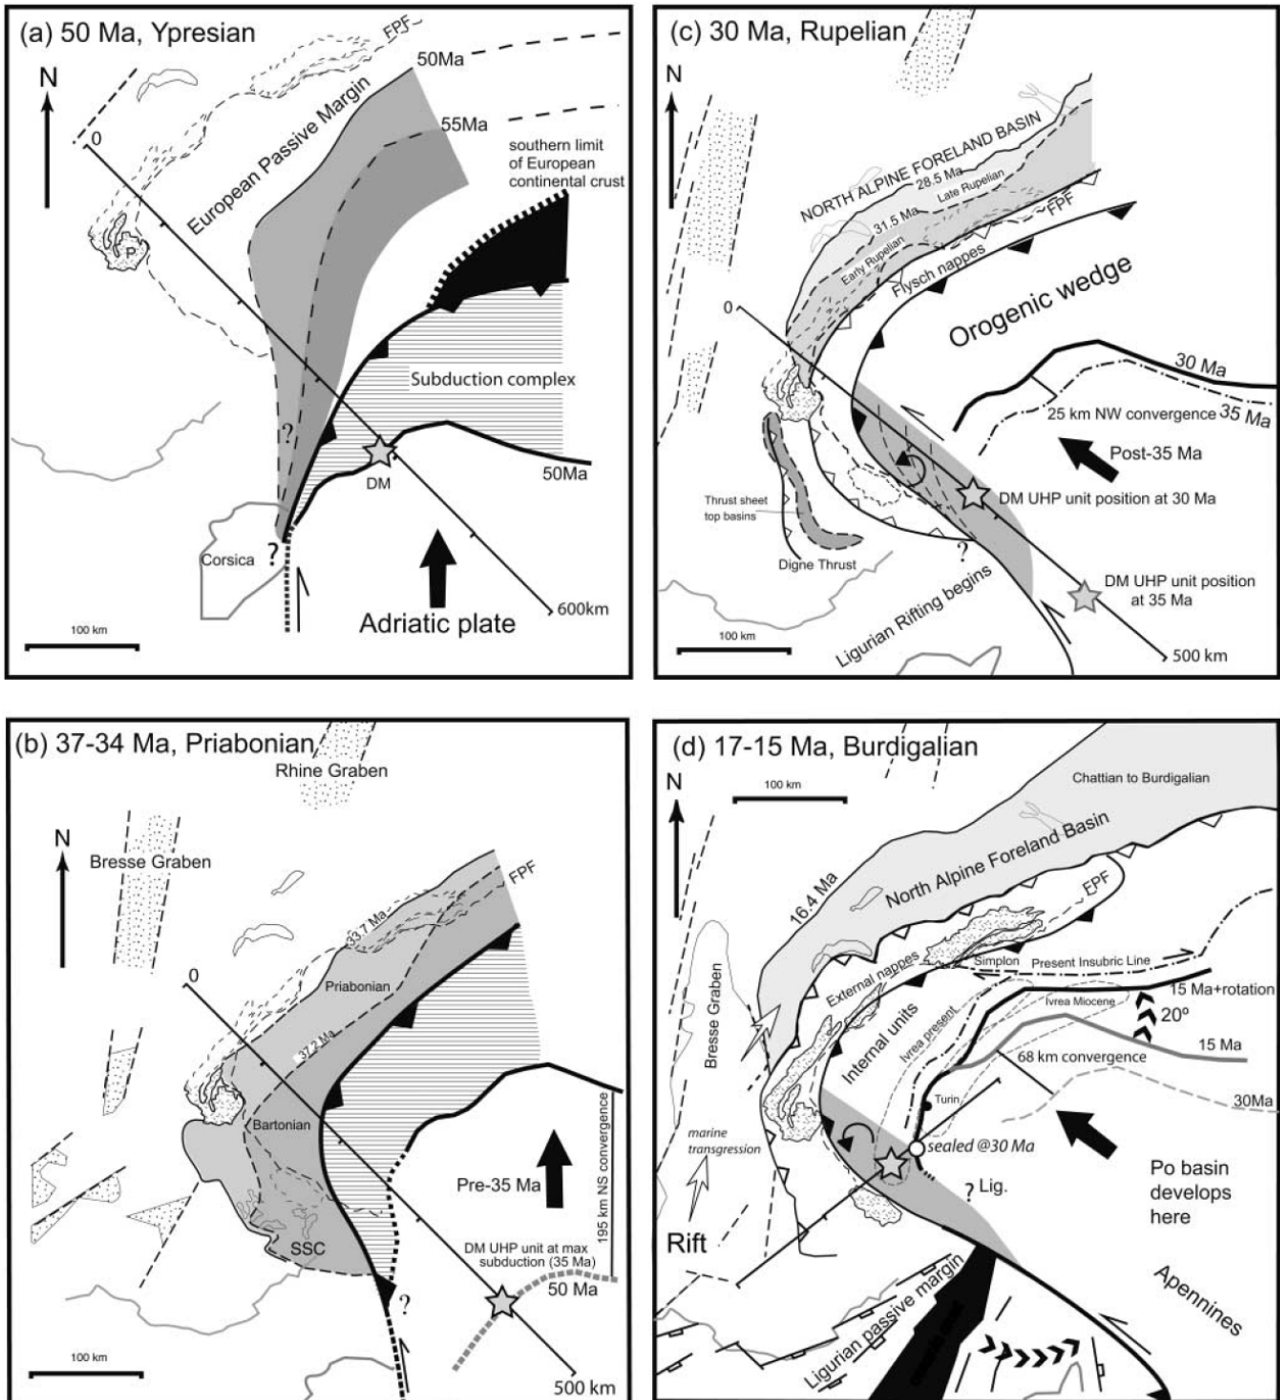 (a) 50 Ma, Ypresian
FPF
50Ma
N
European Passive Margin
0
55Ma
southern limit
of European
continental crust
P
Subduction complex
?
DM
50Ma
Corsica
?
600km
Adriatic plate
100 km
(c) 30 Ma, Rupelian
N
NORTH ALPINE FORELAND BASIN
28.5 Ma
Late Rupelian
31.5 Ma
FPF
Early Rupelian
Flysch nappes
Orogenic wedge
0
30 Ma
25 km NW convergence
35 Ma
Post-35 Ma
Thrust sheet
top basins
DM UHP unit position at 30 Ma
?
Digne Thrust
DM UHP unit position
at 35 Ma
Ligurian Rifting begins
100 km
500 km
(b) 37-34 Ma, Priabonian
Rhine Graben
N
Bresse Graben
FPF
33.7 Ma
0
Priabonian
37.2 Ma
Bartonian
Pre-35 Ma
195 km NS convergence
SSC
DM UHP unit at max
subduction (35 Ma)
50 Ma
?
100 km
500 km
(d) 17-15 Ma, Burdigalian
N
100 km
Chattian to Burdigalian
North Alpine Foreland Basin
16.4 Ma
EPF
External nappes
Simplon
Present Insubric Line
Bresse Graben
Internal units
Ivrea present
Ivrea Miocene
15 Ma+rotation
20º
15 Ma
68 km convergence
Turin
30Ma
marine
transgression
sealed @30 Ma
? Lig.
Po basin
develops
here
Rift
Ligurian passive margin
Apennines